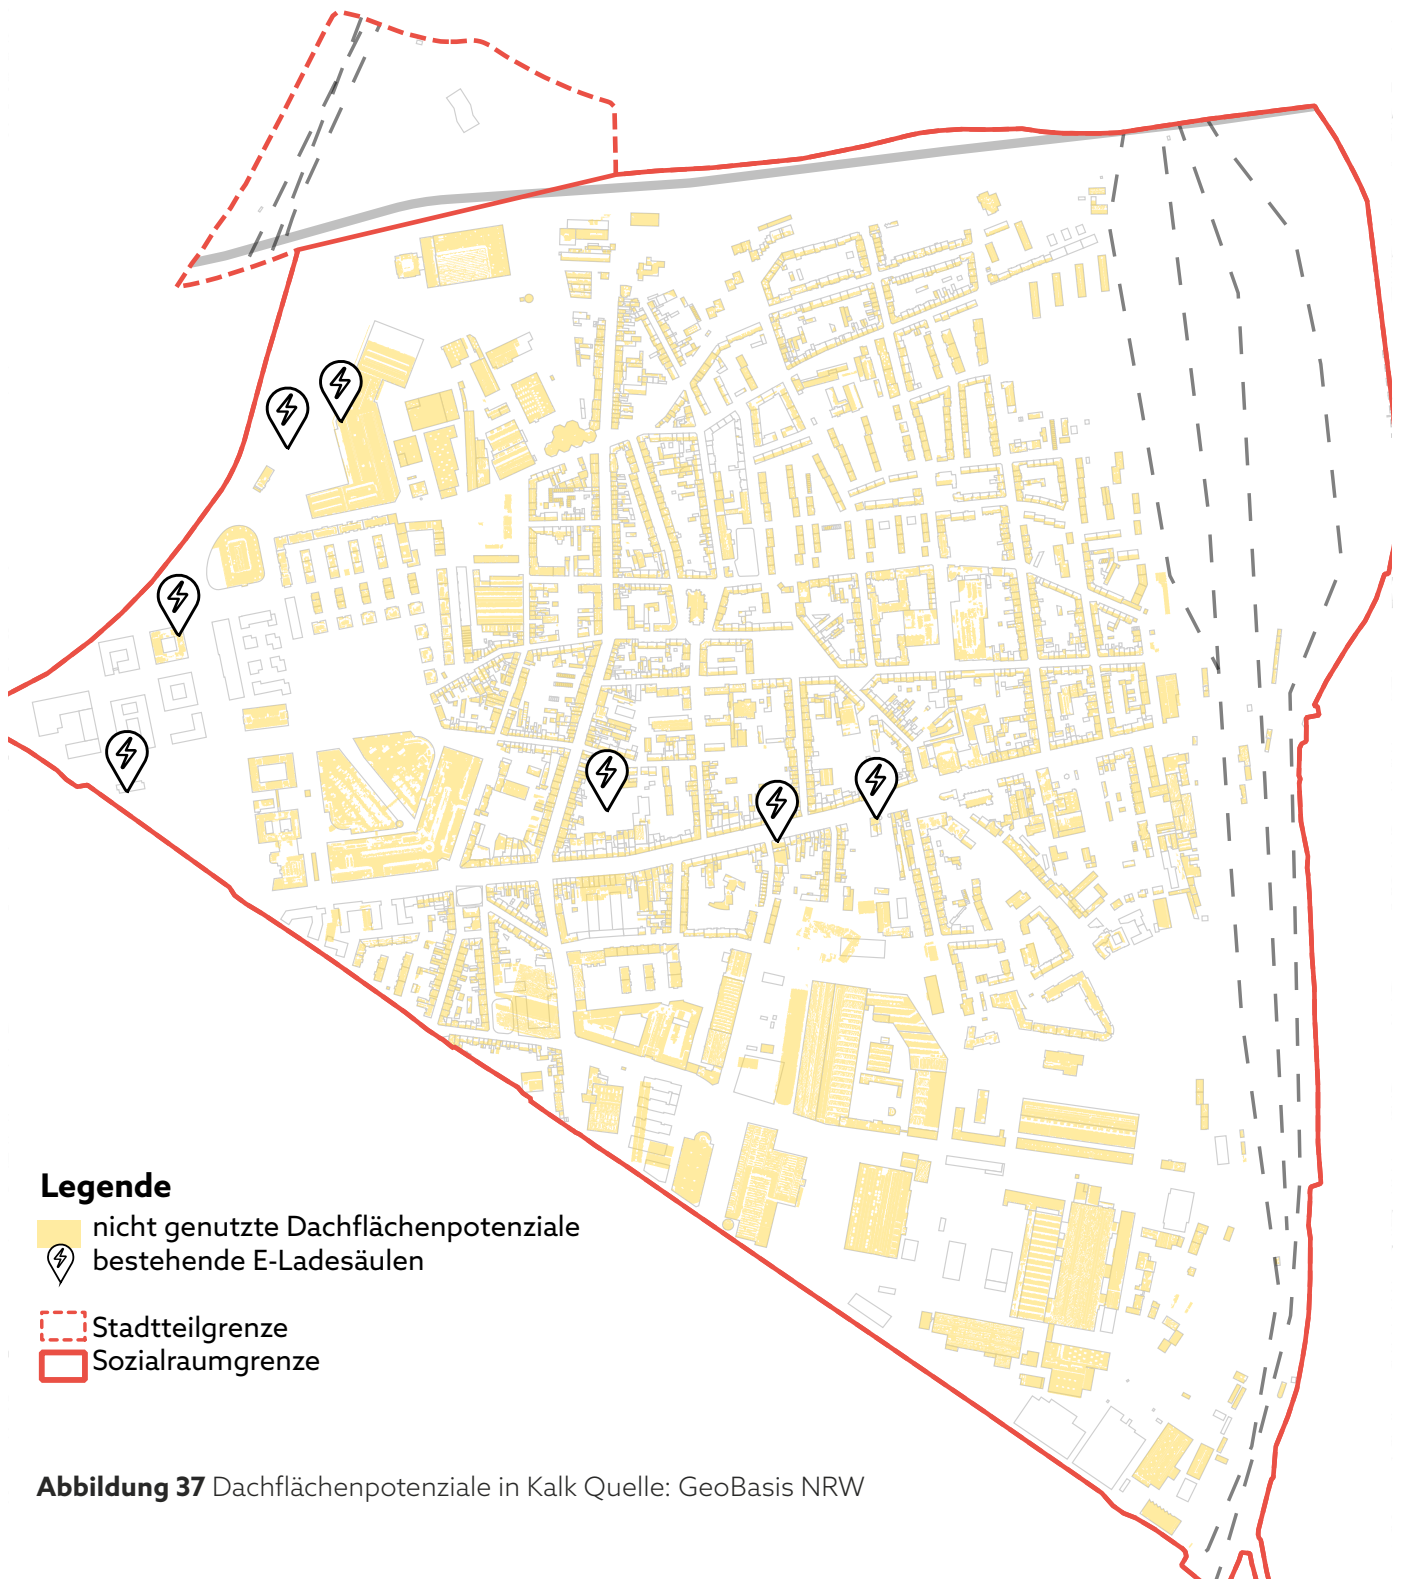 Legende
nicht genutzte Dachflächenpotenziale
bestehende E-Ladesäulen
Stadtteilgrenze
Sozialraumgrenze
Abbildung 37 Dachflächenpotenziale in Kalk Quelle: GeoBasis NRW